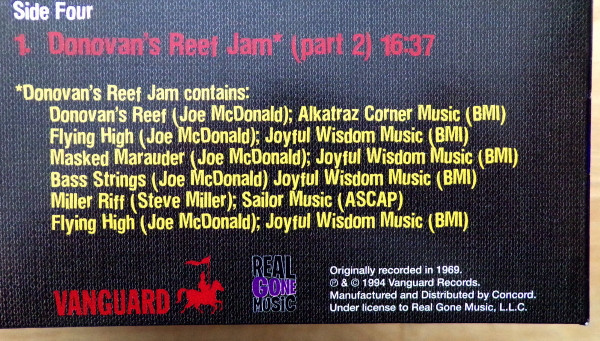 Side Four
1. Donovan's Reef Jam* (part 2) 16:37
*Donovan's Reef Jam contains:
Donovan's Reef (Joe McDonald); Alkatraz Corner Music (BMI)
Flying High (Joe McDonald); Joyful Wisdom Music (BMI)
Masked Marauder (Joe McDonald); Joyful Wisdom Music (BMI)
Bass Strings (Joe McDonald) Joyful Wisdom Music (BMI)
Miller Riff (Steve Miller); Sailor Music (ASCAP)
Flying High (Joe McDonald); Joyful Wisdom Music (BMI)
VANGUARD
REAL
GONE
MUSIC
Originally recorded in 1969.
℗ & © 1994 Vanguard Records.
Manufactured and Distributed by Concord.
Under license to Real Gone Music, L.L.C.